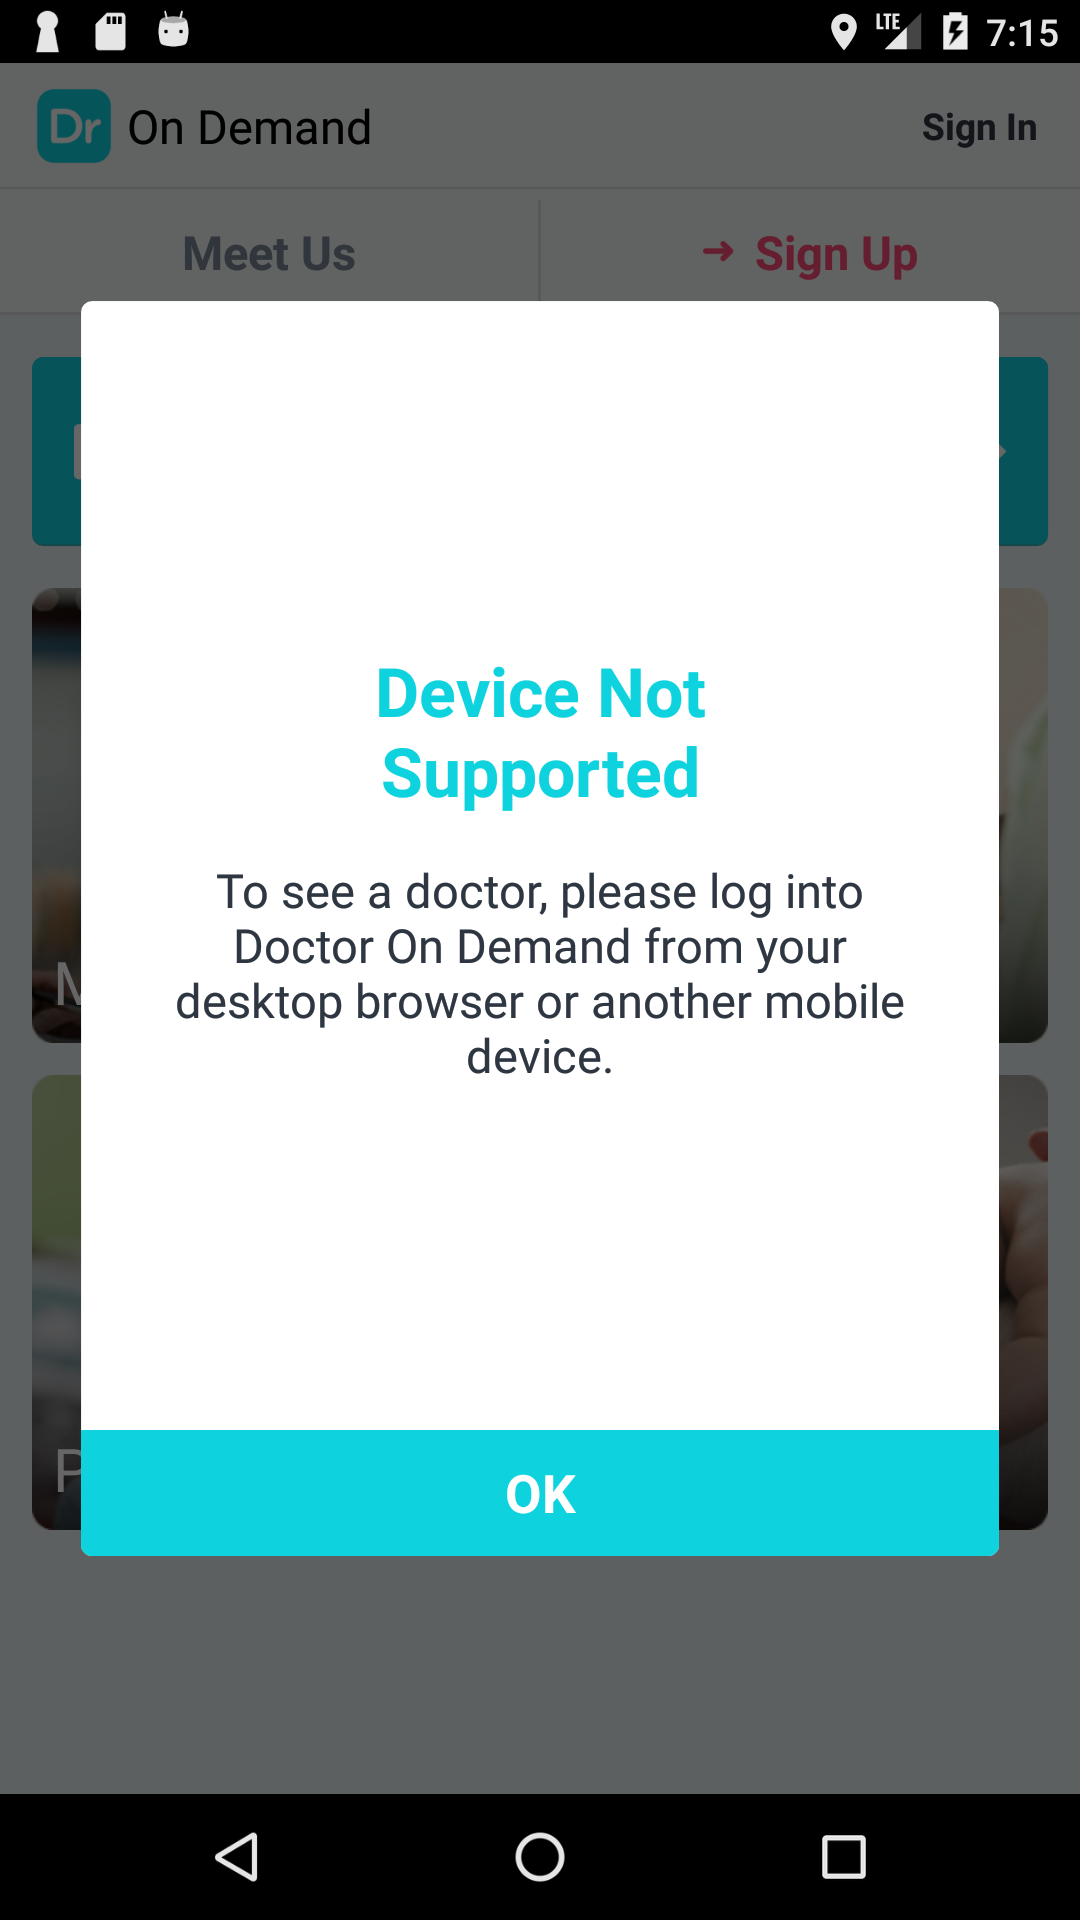 LTE 7:15
Dr On Demand
Sign In
Meet Us
→ Sign Up
Device Not
Supported
To see a doctor, please log into
Doctor On Demand from your
desktop browser or another mobile
device.
OK